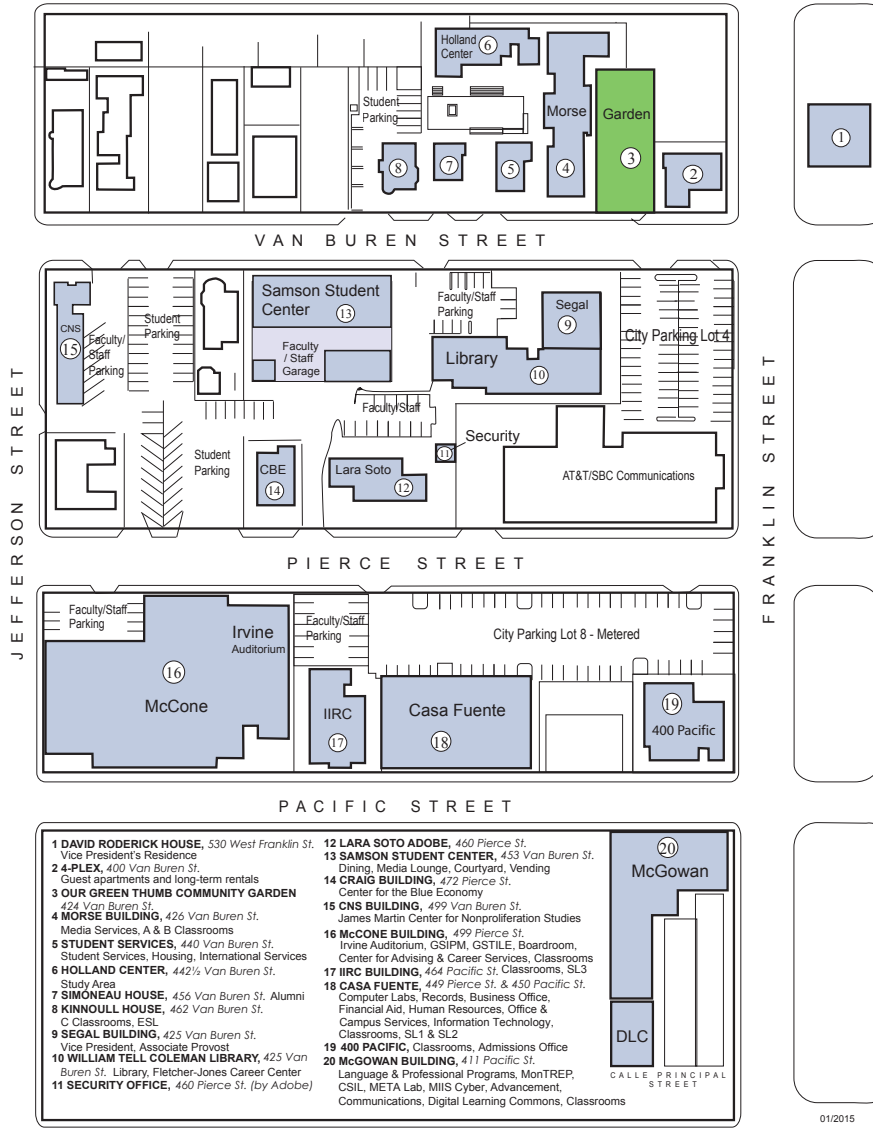 Holland
Center
6
Student
Parking
Morse
Garden
1
8
7
5
4
3
2
VAN BUREN STREET
CNS
15
Faculty/
Staff
Parking
Student
Parking
Samson Student
Center
13
Faculty
/ Staff
Garage
Faculty/Staff
Parking
Segal
9
Library
10
City Parking Lot 4
Faculty/Staff
Security
11
Student
Parking
CBE
14
Lara Soto
12
AT&T/SBC Communications
JEFFERSON STREET
FRANKLIN STREET
PIERCE STREET
Faculty/Staff
Parking
Irvine
Auditorium
16
McCone
Faculty/Staff
Parking
City Parking Lot 8 - Metered
IIRC
17
Casa Fuente
18
19
400 Pacific
PACIFIC STREET
1 DAVID RODERICK HOUSE, 530 West Franklin St.
Vice President's Residence
2 4-PLEX, 400 Van Buren St.
Guest apartments and long-term rentals
3 OUR GREEN THUMB COMMUNITY GARDEN
424 Van Buren St.
4 MORSE BUILDING, 426 Van Buren St.
Media Services, A & B Classrooms
5 STUDENT SERVICES, 440 Van Buren St.
Student Services, Housing, International Services
6 HOLLAND CENTER, 442½ Van Buren St.
Study Area
7 SIMONEAU HOUSE, 456 Van Buren St. Alumni
8 KINNOULL HOUSE, 462 Van Buren St.
C Classrooms, ESL
9 SEGAL BUILDING, 425 Van Buren St.
Vice President, Associate Provost
10 WILLIAM TELL COLEMAN LIBRARY, 425 Van
Buren St. Library, Fletcher-Jones Career Center
11 SECURITY OFFICE, 460 Pierce St. (by Adobe)
12 LARA SOTO ADOBE, 460 Pierce St.
13 SAMSON STUDENT CENTER, 453 Van Buren St.
Dining, Media Lounge, Courtyard, Vending
14 CRAIG BUILDING, 472 Pierce St.
Center for the Blue Economy
15 CNS BUILDING, 499 Van Buren St.
James Martin Center for Nonproliferation Studies
16 McCONE BUILDING, 499 Pierce St.
Irvine Auditorium, GSIPM, GSTILE, Boardroom,
Center for Advising & Career Services, Classrooms
17 IIRC BUILDING, 464 Pacific St. Classrooms, SL3
18 CASA FUENTE, 449 Pierce St. & 450 Pacific St.
Computer Labs, Records, Business Office,
Financial Aid, Human Resources, Office &
Campus Services, Information Technology,
Classrooms, SL1 & SL2
19 400 PACIFIC, Classrooms, Admissions Office
20 McGOWAN BUILDING, 411 Pacific St.
Language & Professional Programs, MonTREP,
CSIL, META Lab, MIIS Cyber, Advancement,
Communications, Digital Learning Commons, Classrooms
20
McGowan
DLC
CALLE PRINCIPAL
STREET
01/2015